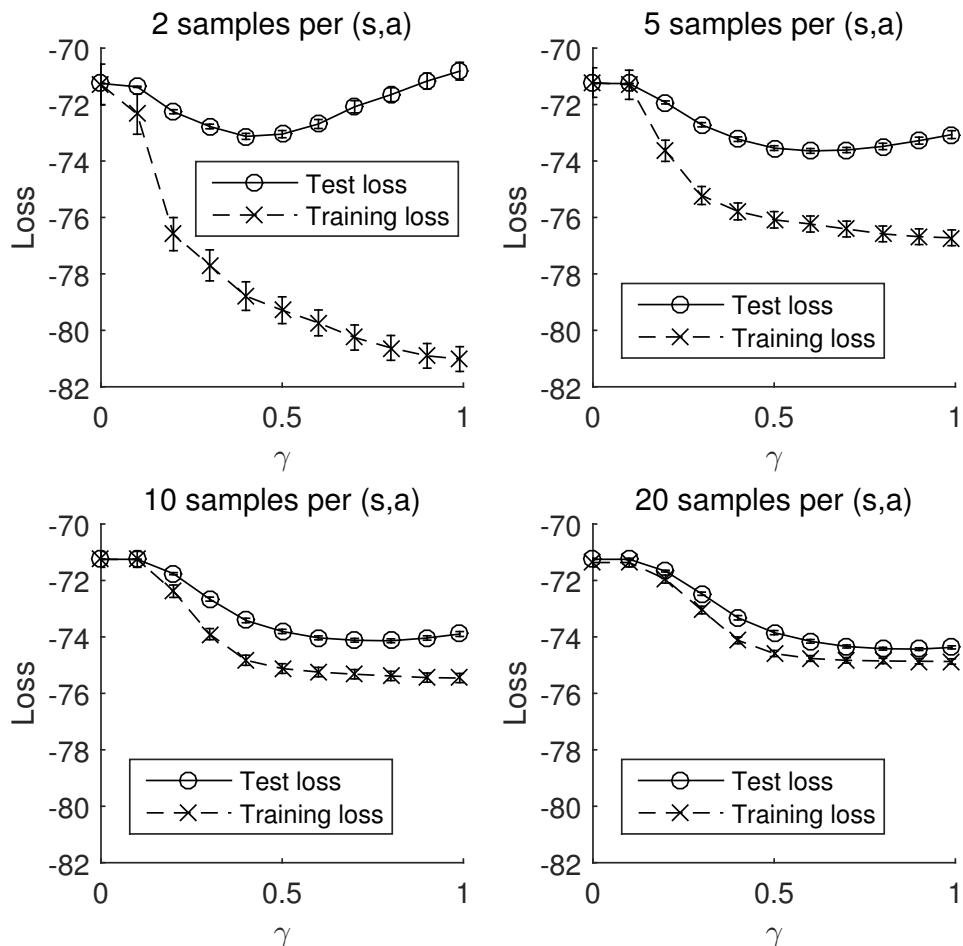 2 samples per (s,a)
-70
-72
-74
-76
-78
-80
-82
Loss
Test loss
Training loss
0
0.5
1
γ
5 samples per (s,a)
-70
-72
-74
-76
-78
-80
-82
Loss
Test loss
Training loss
0
0.5
1
γ
10 samples per (s,a)
-70
-72
-74
-76
-78
-80
-82
Loss
Test loss
Training loss
0
0.5
1
γ
20 samples per (s,a)
-70
-72
-74
-76
-78
-80
-82
Loss
Test loss
Training loss
0
0.5
1
γ